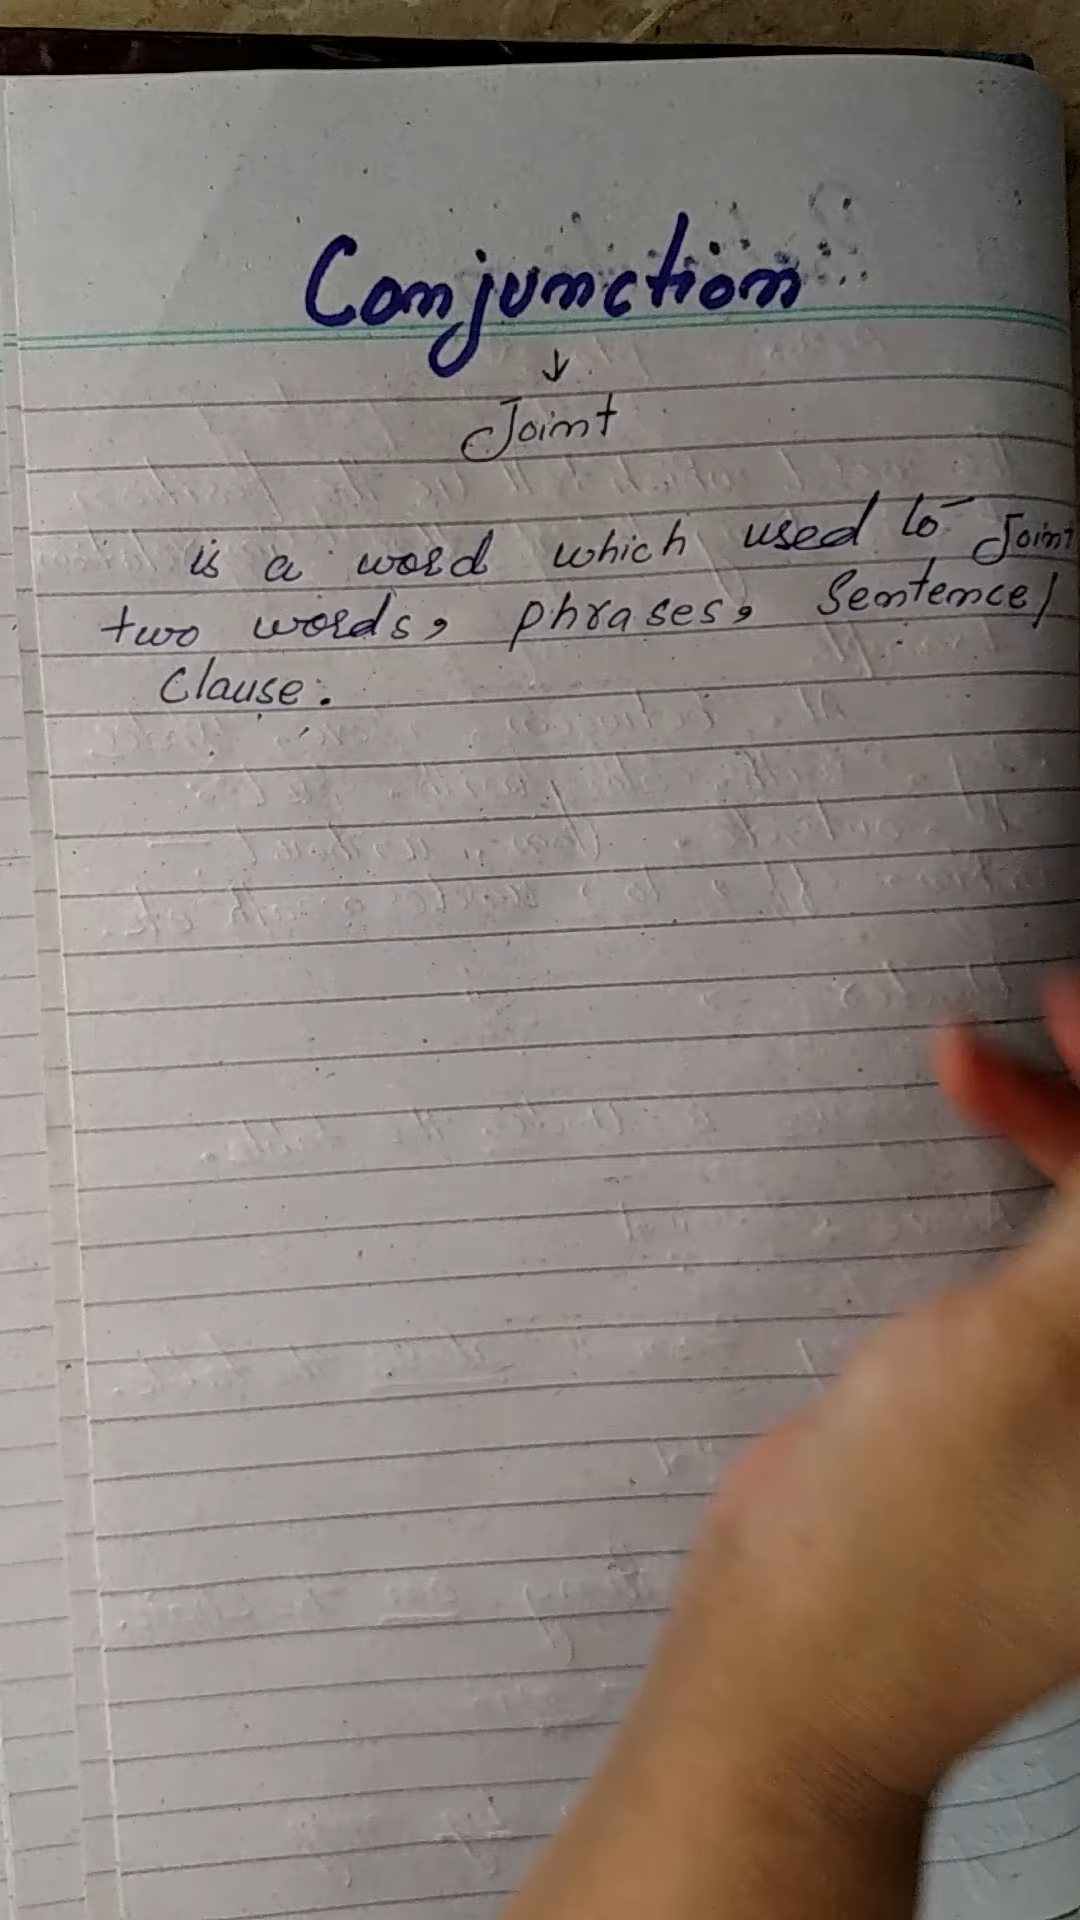 Conjunction
↓
Joint
is a word which used to Joint
two words, phrases, Sentence/
Clause.